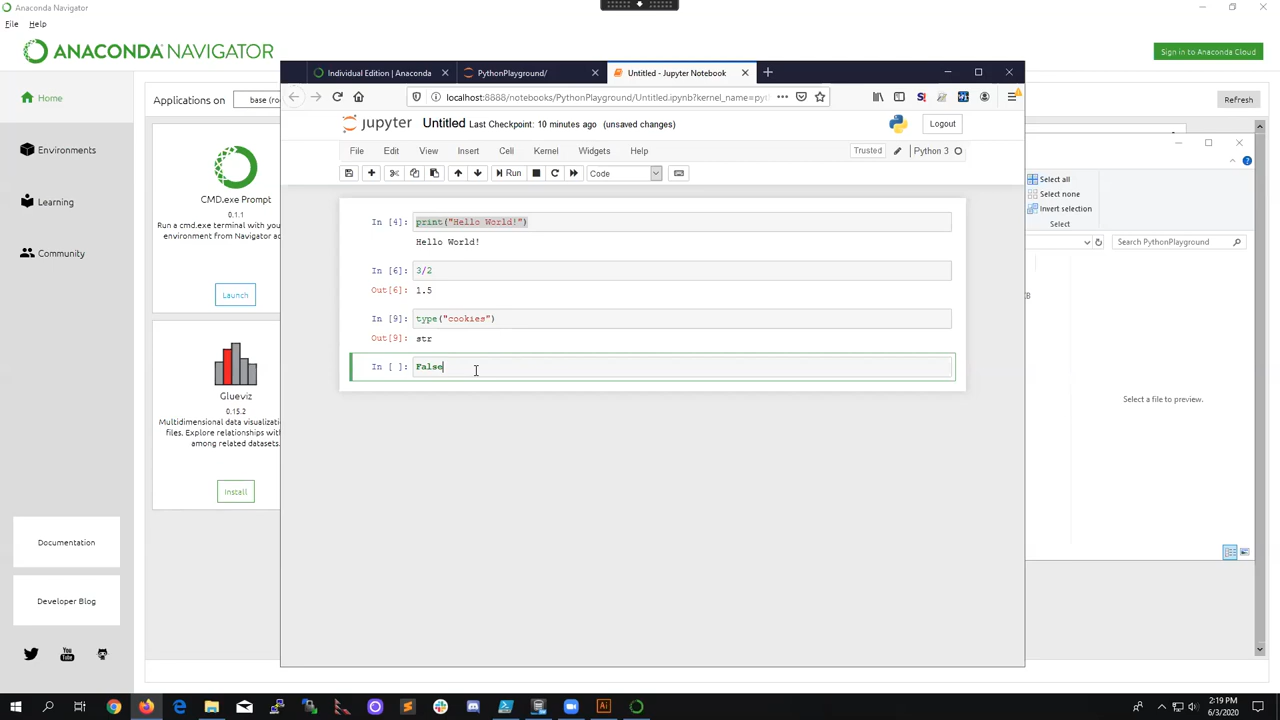 Anaconda Navigator
File Help
ANACONDA NAVIGATOR
Sign in to Anaconda Cloud
Home
Environments
Learning
Community
Documentation
Developer Blog
Applications on
base (ro
Refresh
CMD.exe Prompt
0.1.1
Run a cmd.exe terminal with you
environment from Navigator a
Launch
Glueviz
0.15.2
Multidimensional data visualizatio
files. Explore relationships with
among related datasets.
Install
Individual Edition | Anaconda
PythonPlayground/
Untitled - Jupyter Notebook
localhost:8888/notebooks/PythonPlayground/Untitled.ipynb?kernel_name=py
jupyter Untitled Last Checkpoint: 10 minutes ago (unsaved changes)
Logout
File Edit View Insert Cell Kernel Widgets Help
Trusted
Python 3
Run
Code
In [4]: print("Hello World!")
Hello World!
In [6]: 3/2
Out[6]: 1.5
In [9]: type("cookies")
Out[9]: str
In [ ]: False
Select all
Select none
Invert selection
Select
Search PythonPlayground
Select a file to preview.
2:19 PM
6/3/2020